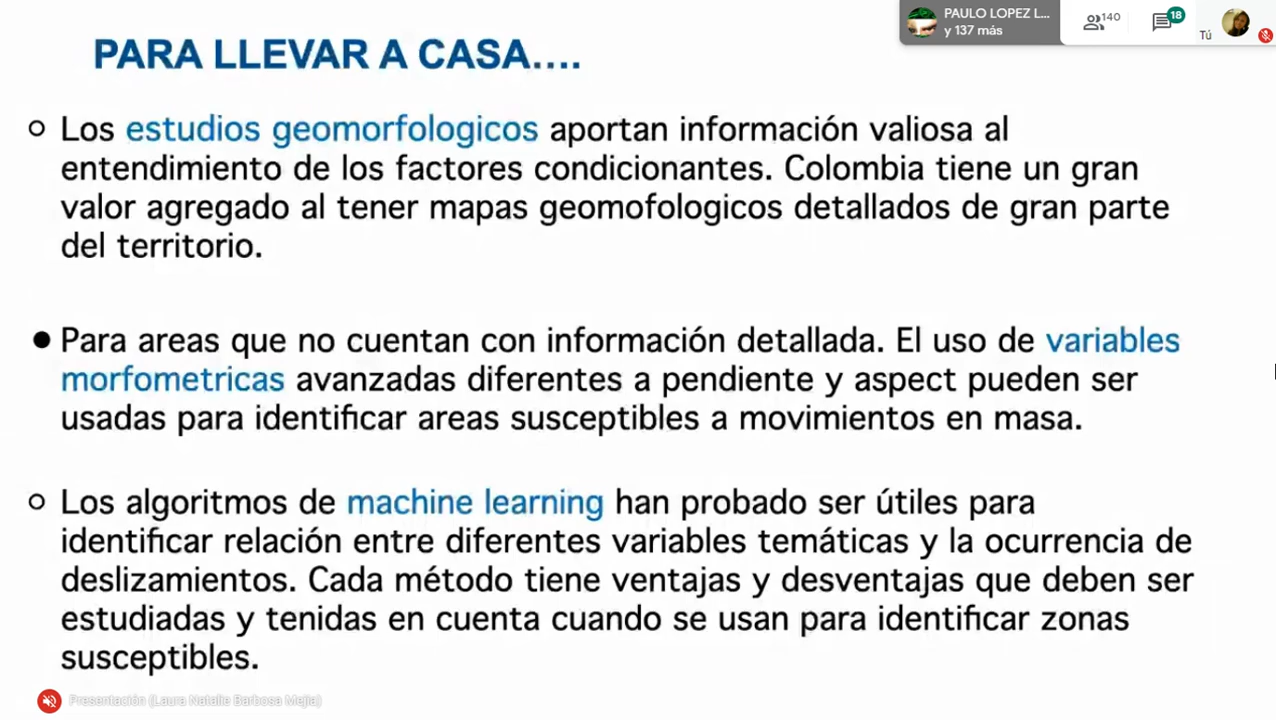 PAULO LOPEZ L...
y 137 más
140
18
Tú
PARA LLEVAR A CASA....
Los estudios geomorfologicos aportan información valiosa al
entendimiento de los factores condicionantes. Colombia tiene un gran
valor agregado al tener mapas geomofologicos detallados de gran parte
del territorio.
Para areas que no cuentan con información detallada. El uso de variables
morfometricas avanzadas diferentes a pendiente y aspect pueden ser
usadas para identificar areas susceptibles a movimientos en masa.
Los algoritmos de machine learning han probado ser útiles para
identificar relación entre diferentes variables temáticas y la ocurrencia de
deslizamientos. Cada método tiene ventajas y desventajas que deben ser
estudiadas y tenidas en cuenta cuando se usan para identificar zonas
susceptibles.
Presentación (Laura Natalie Barbosa Mejia)